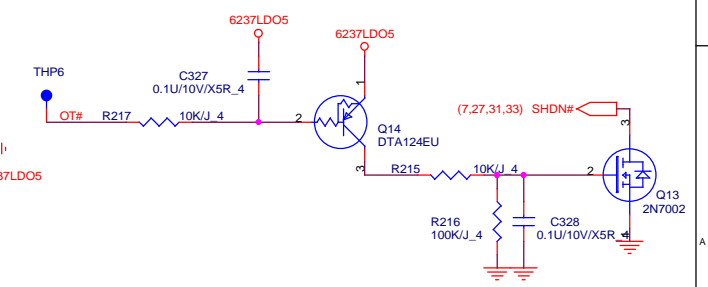 6237LDO5
6237LDO5
THP6
C327
0.1U/10V/X5R_4
1
(7,27,31,33) SHDN#
OT#
R217
10K/J_4
2
Q14
DTA124EU
3
3
R215
10K/J_4
2
37LDO5
Q13
2N7002
R216
100K/J_4
C328
0.1U/10V/X5R_4
1
A